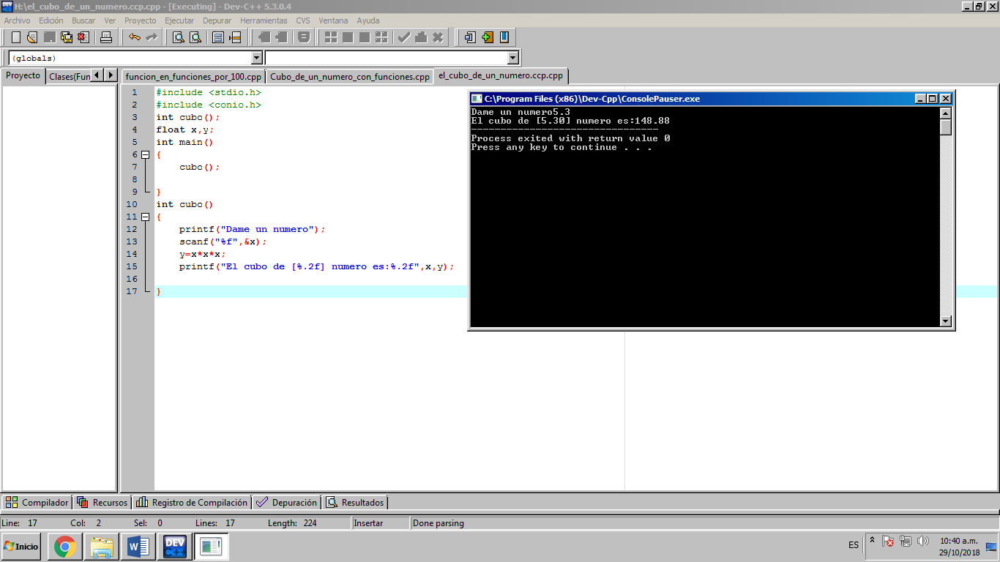 H:\el_cubo_de_un_numero.ccp.cpp - [Executing] - Dev-C++ 5.3.0.4
Archivo Edición Buscar Ver Proyecto Ejecutar Depurar Herramientas CVS Ventana Ayuda
(globals)
Proyecto Clases(Fun
funcion_en_funciones_por_100.cpp Cubo_de_un_numero_con_funciones.cpp el_cubo_de_un_numero.ccp.cpp
1 #include <stdio.h>
2 #include <conio.h>
3 int cubo();
4 float x,y;
5 int main()
6 {
7 cubo();
8
9 }
10 int cubo()
11 {
12 printf("Dame un numero");
13 scanf("%f",&x);
14 y=x*x*x;
15 printf("El cubo de [%.2f] numero es:%.2f",x,y);
16
17 }
C:\Program Files (x86)\Dev-Cpp\ConsolePauser.exe
Dame un numero5.3
El cubo de [5.30] numero es:148.88
--------------------------------
Process exited with return value 0
Press any key to continue . . .
Compilador Recursos Registro de Compilación Depuración Resultados
Line: 17 Col: 2 Sel: 0 Lines: 17 Length: 224 Insertar Done parsing
Inicio DEV C++ ES 10:40 a.m.
29/10/2018